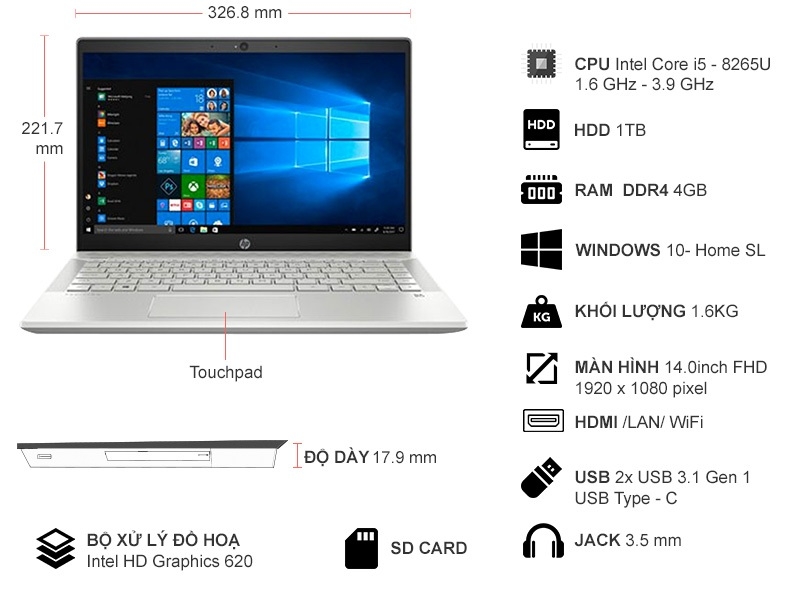 326.8 mm
221.7
mm
hp
Touchpad
ĐỘ DÀY 17.9 mm
BỘ XỬ LÝ ĐỒ HOẠ
Intel HD Graphics 620
SD CARD
CPU Intel Core i5 - 8265U
1.6 GHz - 3.9 GHz
HDD
HDD 1TB
RAM DDR4 4GB
WINDOWS 10- Home SL
KG
KHỐI LƯỢNG 1.6KG
MÀN HÌNH 14.0inch FHD
1920 x 1080 pixel
HDMI /LAN/ WiFi
USB 2x USB 3.1 Gen 1
USB Type - C
JACK 3.5 mm